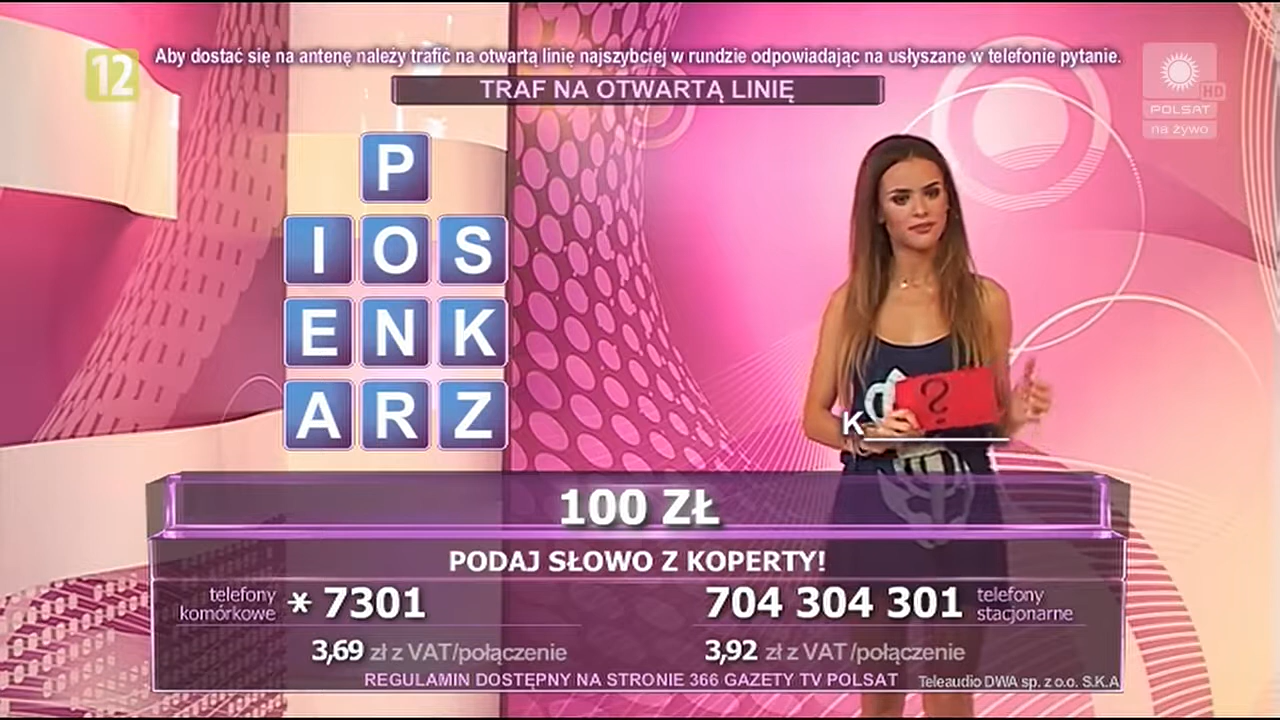 12
Aby dostać się na antenę należy trafić na otwartą linię najszybciej w rundzie odpowiadając na usłyszane w telefonie pytanie.
TRAF NA OTWARTĄ LINIĘ
HD
POLSAT
na żywo
P
I O S
E N K
A R Z
?
K
100 ZŁ
PODAJ SŁOWO Z KOPERTY!
telefony komórkowe * 7301
704 304 301 telefony stacjonarne
3,69 zł z VAT/połączenie
3,92 zł z VAT/połączenie
REGULAMIN DOSTĘPNY NA STRONIE 366 GAZETY TV POLSAT
Teleaudio DWA sp. z o.o. S.K.A